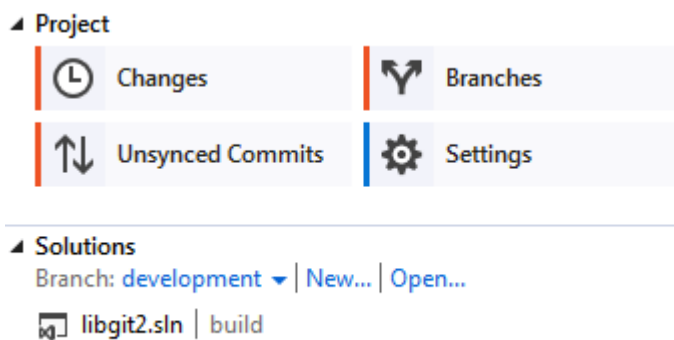 Project
Changes
Branches
Unsynced Commits
Settings
Solutions
Branch: development | New... | Open...
libgit2.sln | build